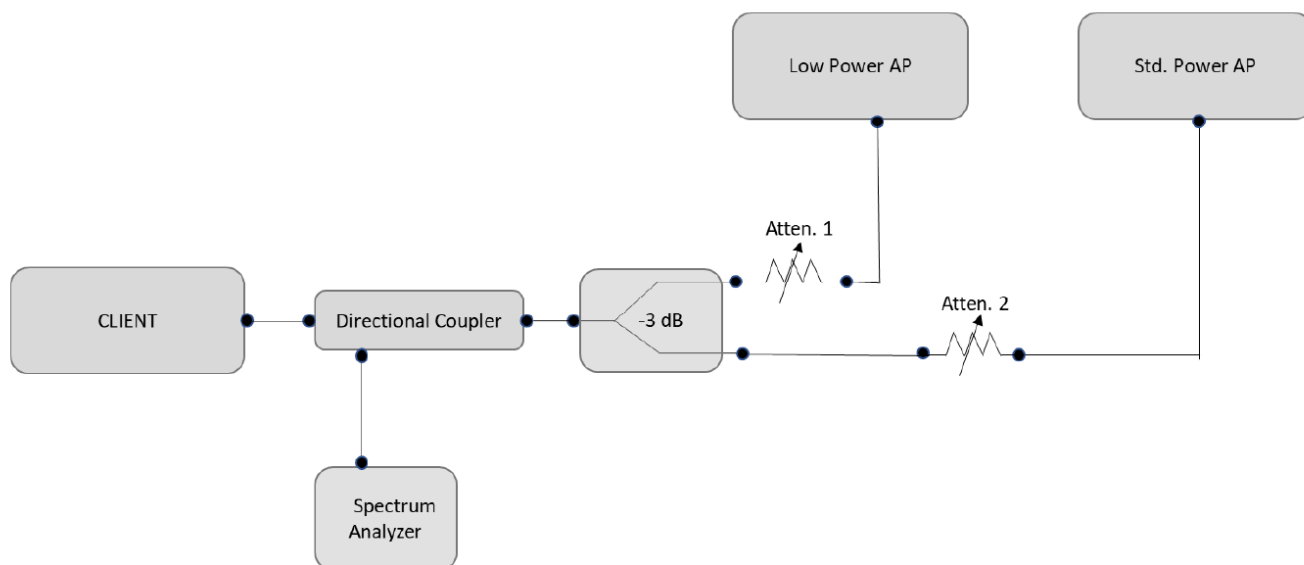 Low Power AP
Std. Power AP
Atten. 1
Atten. 2
CLIENT
Directional Coupler
-3 dB
Spectrum
Analyzer